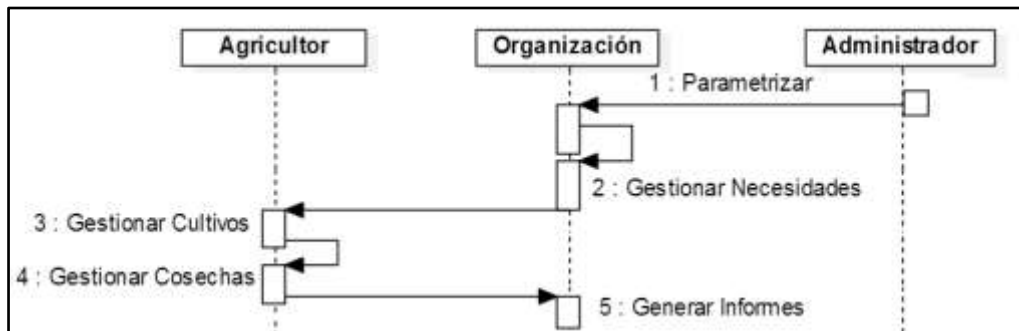 Agricultor
Organización
Administrador
1 : Parametrizar
2 : Gestionar Necesidades
3 : Gestionar Cultivos
4 : Gestionar Cosechas
5 : Generar Informes